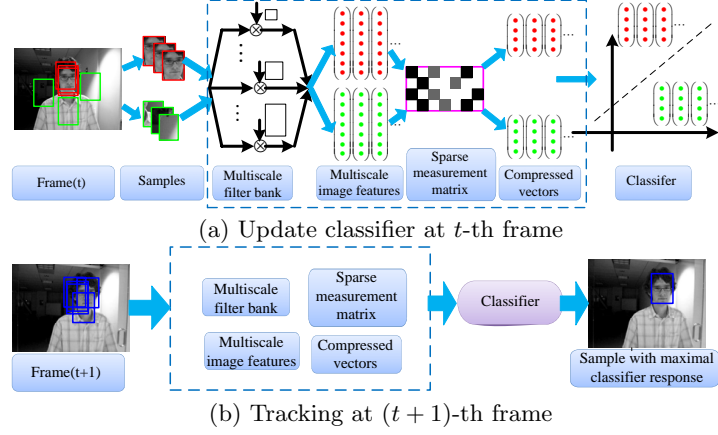 Frame(t)
Samples
Multiscale
filter bank
Multiscale
image features
Sparse
measurement
matrix
Compressed
vectors
Classifer
(a) Update classifier at t-th frame
Frame(t+1)
Multiscale
filter bank
Sparse
measurement
matrix
Multiscale
image features
Compressed
vectors
Classifier
Sample with maximal
classifier response
(b) Tracking at (t + 1)-th frame